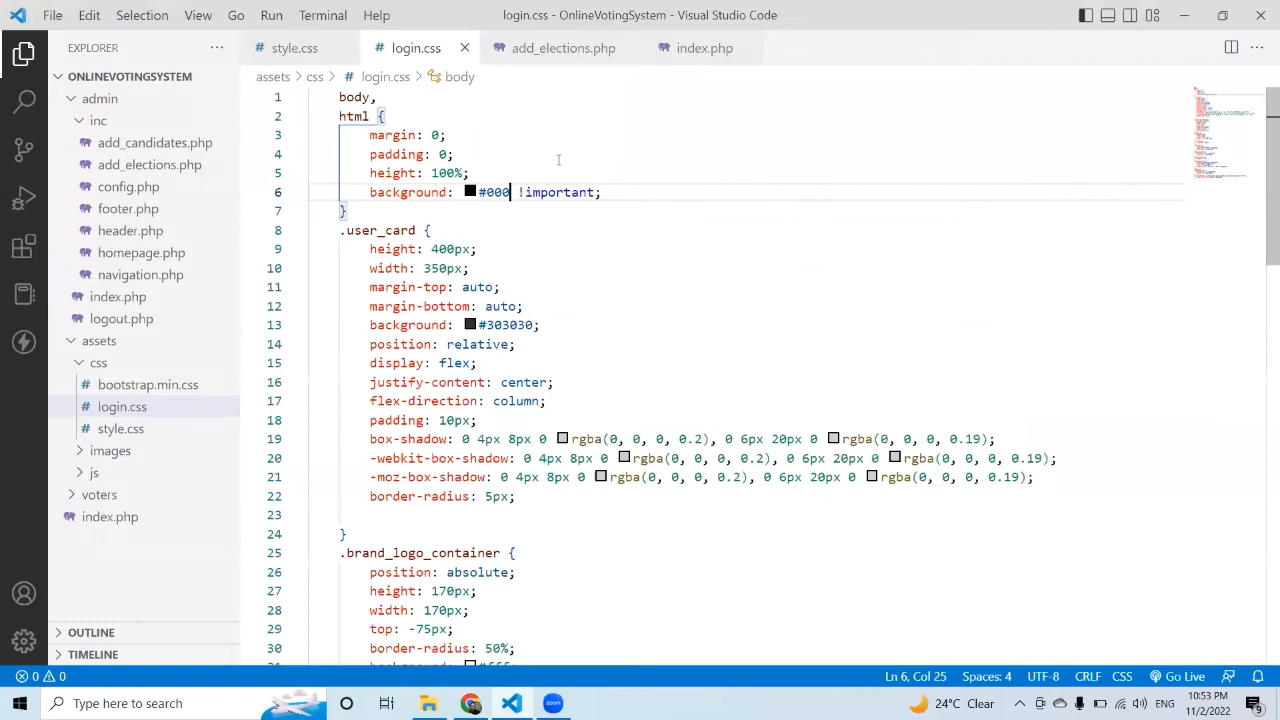 File Edit Selection View Go Run Terminal Help login.css - OnlineVotingSystem - Visual Studio Code
EXPLORER ···
# style.css # login.css add_elections.php index.php
ONLINEVOTINGSYSTEM
assets > css > # login.css > body
admin
inc
add_candidates.php
add_elections.php
config.php
footer.php
header.php
homepage.php
navigation.php
index.php
logout.php
assets
css
# bootstrap.min.css
# login.css
# style.css
images
js
voters
index.php
OUTLINE
TIMELINE
1 body,
2 html {
3 margin: 0;
4 padding: 0;
5 height: 100%;
6 background: #000 !important;
7 }
8 .user_card {
9 height: 400px;
10 width: 350px;
11 margin-top: auto;
12 margin-bottom: auto;
13 background: #303030;
14 position: relative;
15 display: flex;
16 justify-content: center;
17 flex-direction: column;
18 padding: 10px;
19 box-shadow: 0 4px 8px 0 rgba(0, 0, 0, 0.2), 0 6px 20px 0 rgba(0, 0, 0, 0.19);
20 -webkit-box-shadow: 0 4px 8px 0 rgba(0, 0, 0, 0.2), 0 6px 20px 0 rgba(0, 0, 0, 0.19);
21 -moz-box-shadow: 0 4px 8px 0 rgba(0, 0, 0, 0.2), 0 6px 20px 0 rgba(0, 0, 0, 0.19);
22 border-radius: 5px;
23
24 }
25 .brand_logo_container {
26 position: absolute;
27 height: 170px;
28 width: 170px;
29 top: -75px;
30 border-radius: 50%;
0 0 Ln 6, Col 25 Spaces: 4 UTF-8 CRLF CSS Go Live
Type here to search zoom 24°C Clear ENG 10:53 PM
11/2/2022